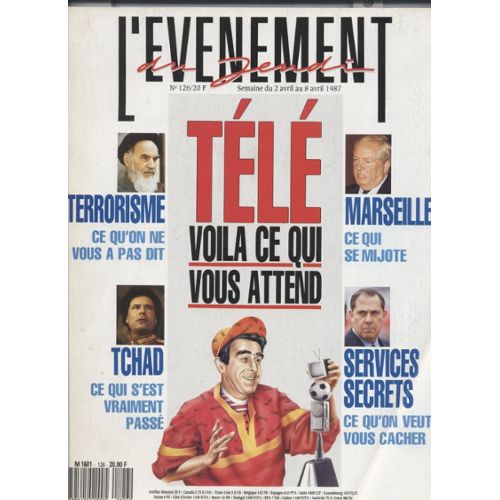 L'EVENEMENT
du Jeudi
N° 126/20 F Semaine du 2 avril au 8 avril 1987
TÉLÉ
VOILA CE QUI
VOUS ATTEND
TERRORISME
CE QU'ON NE
VOUS A PAS DIT
MARSEILLE
CE QUI
SE MIJOTE
TCHAD
CE QUI S'EST
VRAIMENT
PASSÉ
SERVICES
SECRETS
CE QU'ON VEUT
VOUS CACHER
M 1681 - 126 - 20,00 F